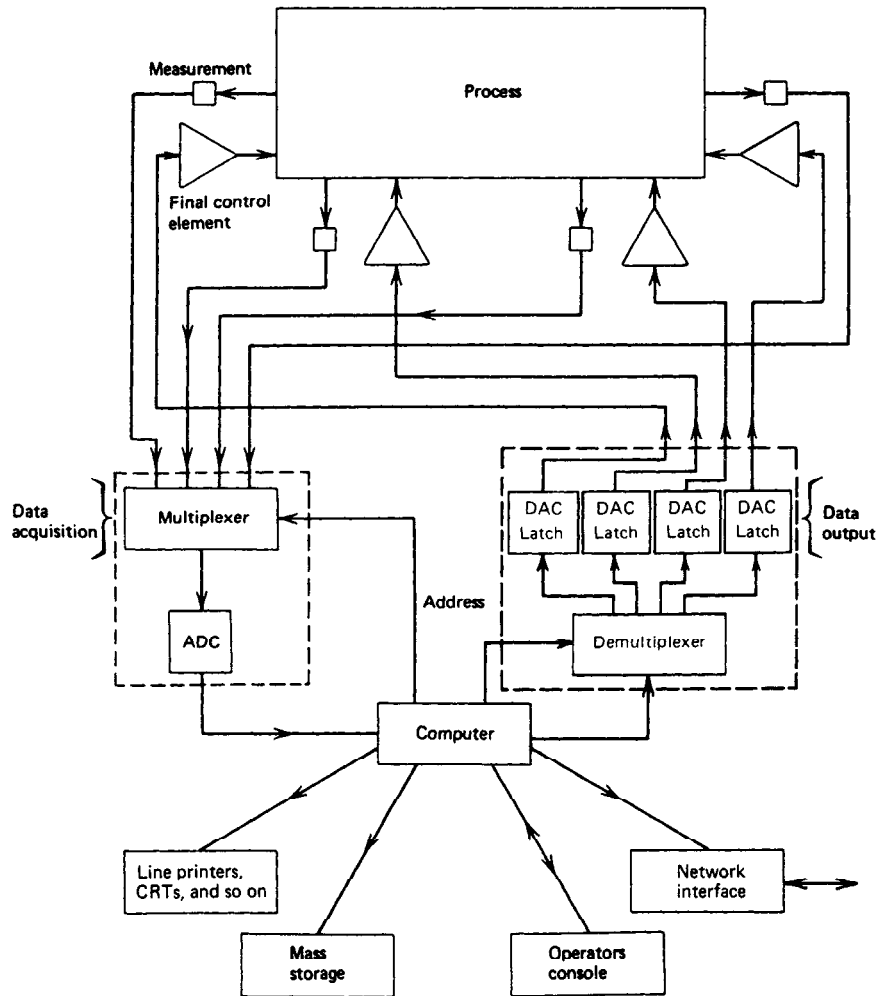 Measurement
Process
Final control
element
Data
acquisition
Multiplexer
ADC
Address
DAC
Latch
DAC
Latch
DAC
Latch
DAC
Latch
Data
output
Demultiplexer
Computer
Line printers,
CRTs, and so on
Mass
storage
Operators
console
Network
interface